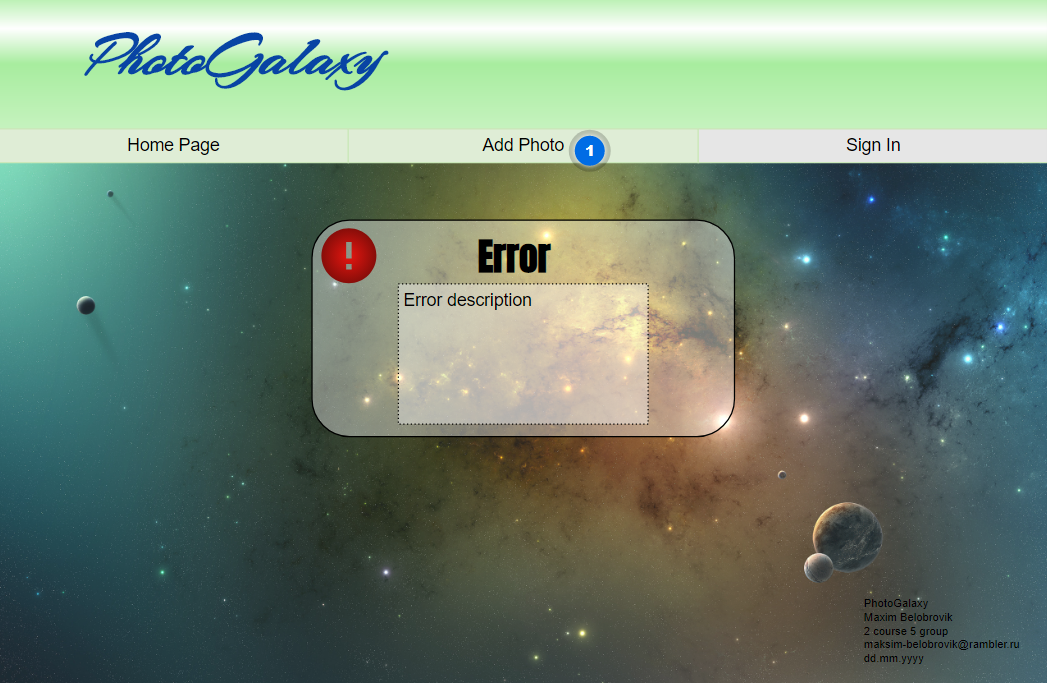 PhotoGalaxy
Home Page
Add Photo
1
Sign In
!
Error
Error description
PhotoGalaxy
Maxim Belobrovik
2 course 5 group
maksim-belobrovik@rambler.ru
dd.mm.yyyy